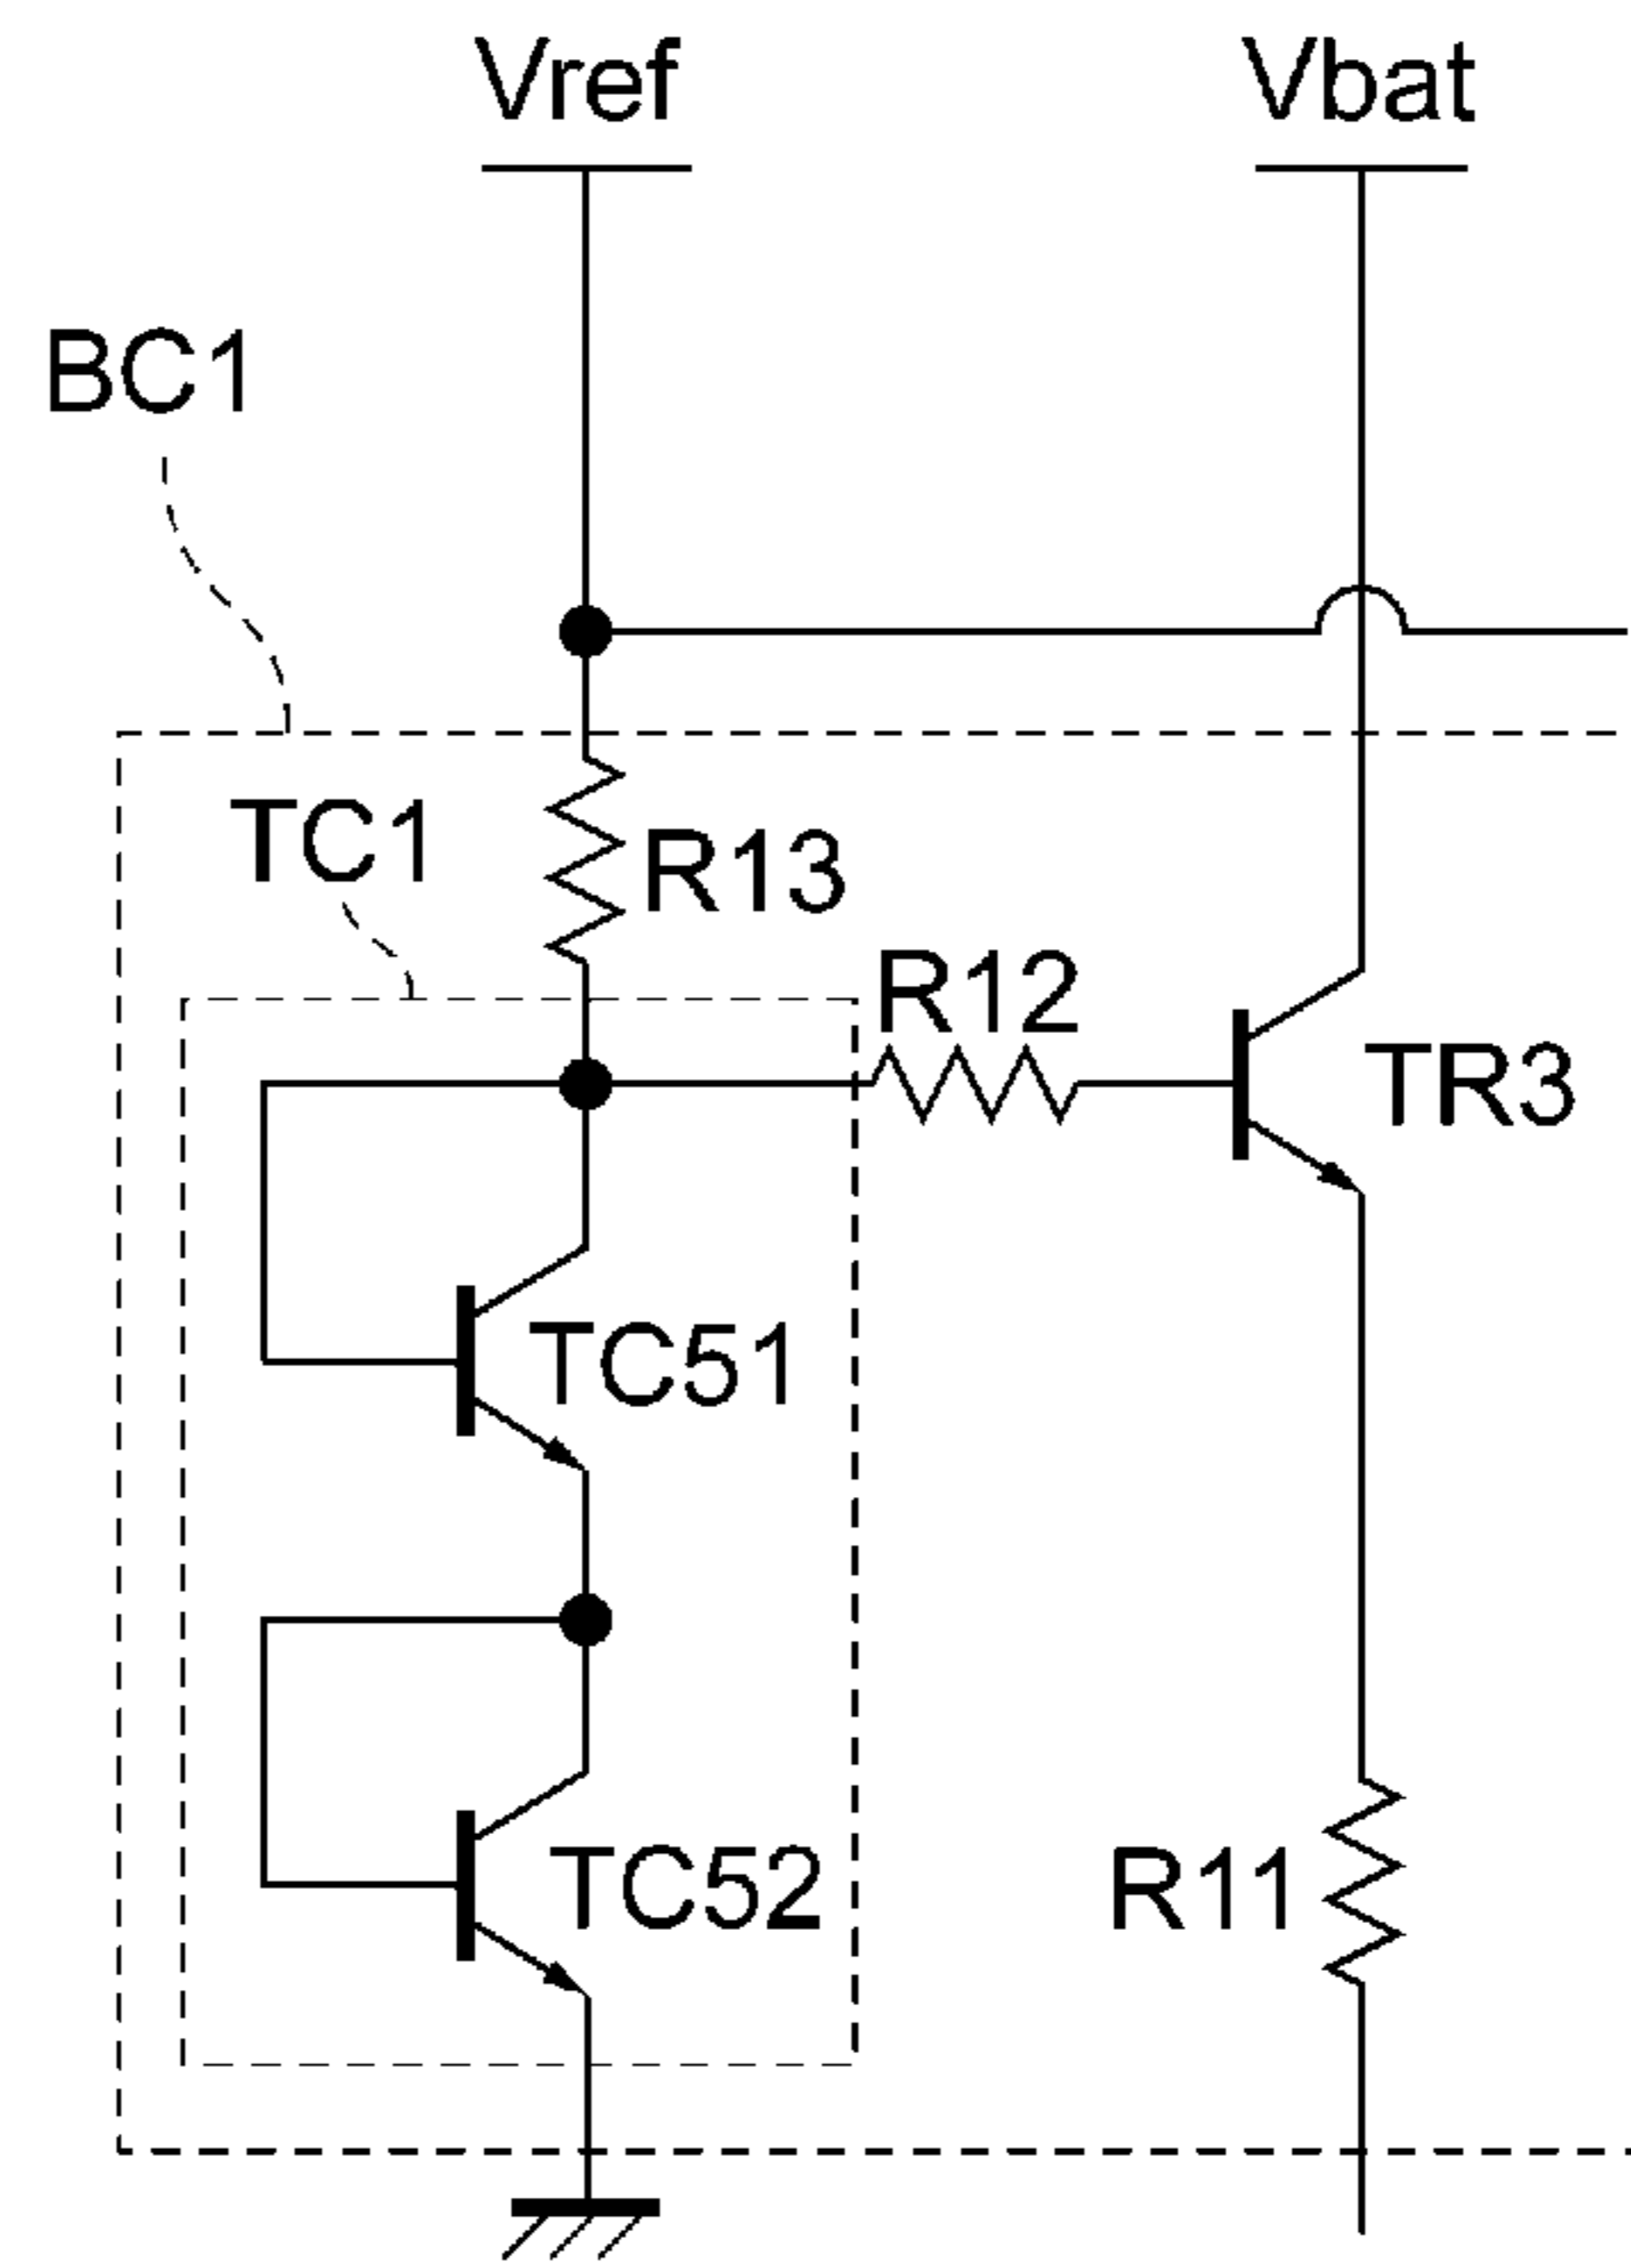 Vref
Vbat
BC1
TC1
R13
R12
TR3
TC51
TC52
R11